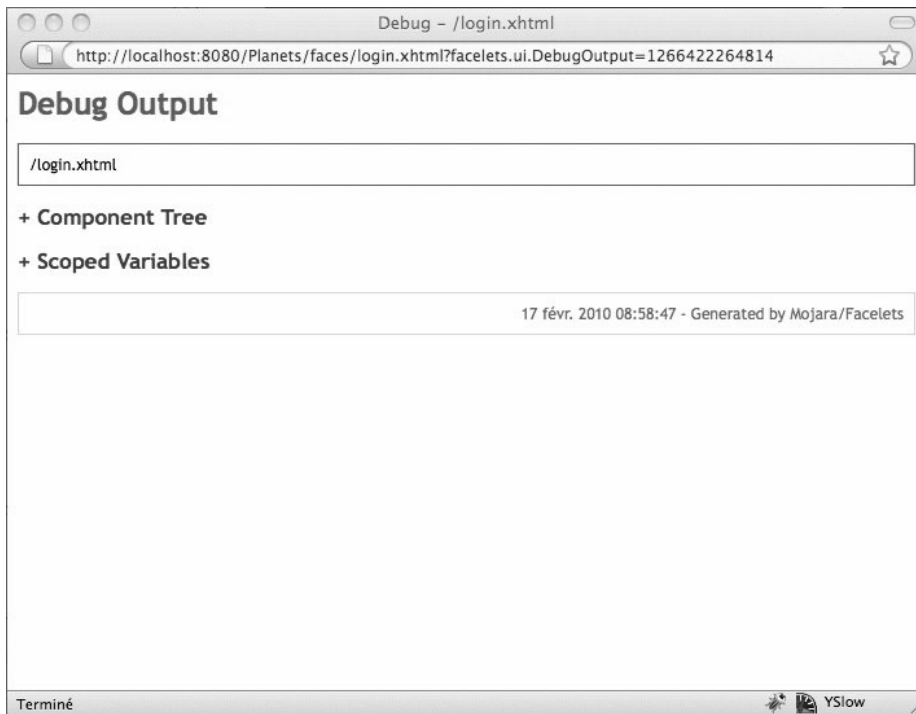 Debug – /login.xhtml
http://localhost:8080/Planets/faces/login.xhtml?facelets.ui.DebugOutput=1266422264814
Debug Output
/login.xhtml
+ Component Tree
+ Scoped Variables
17 févr. 2010 08:58:47 - Generated by Mojara/Facelets
Terminé
YSlow